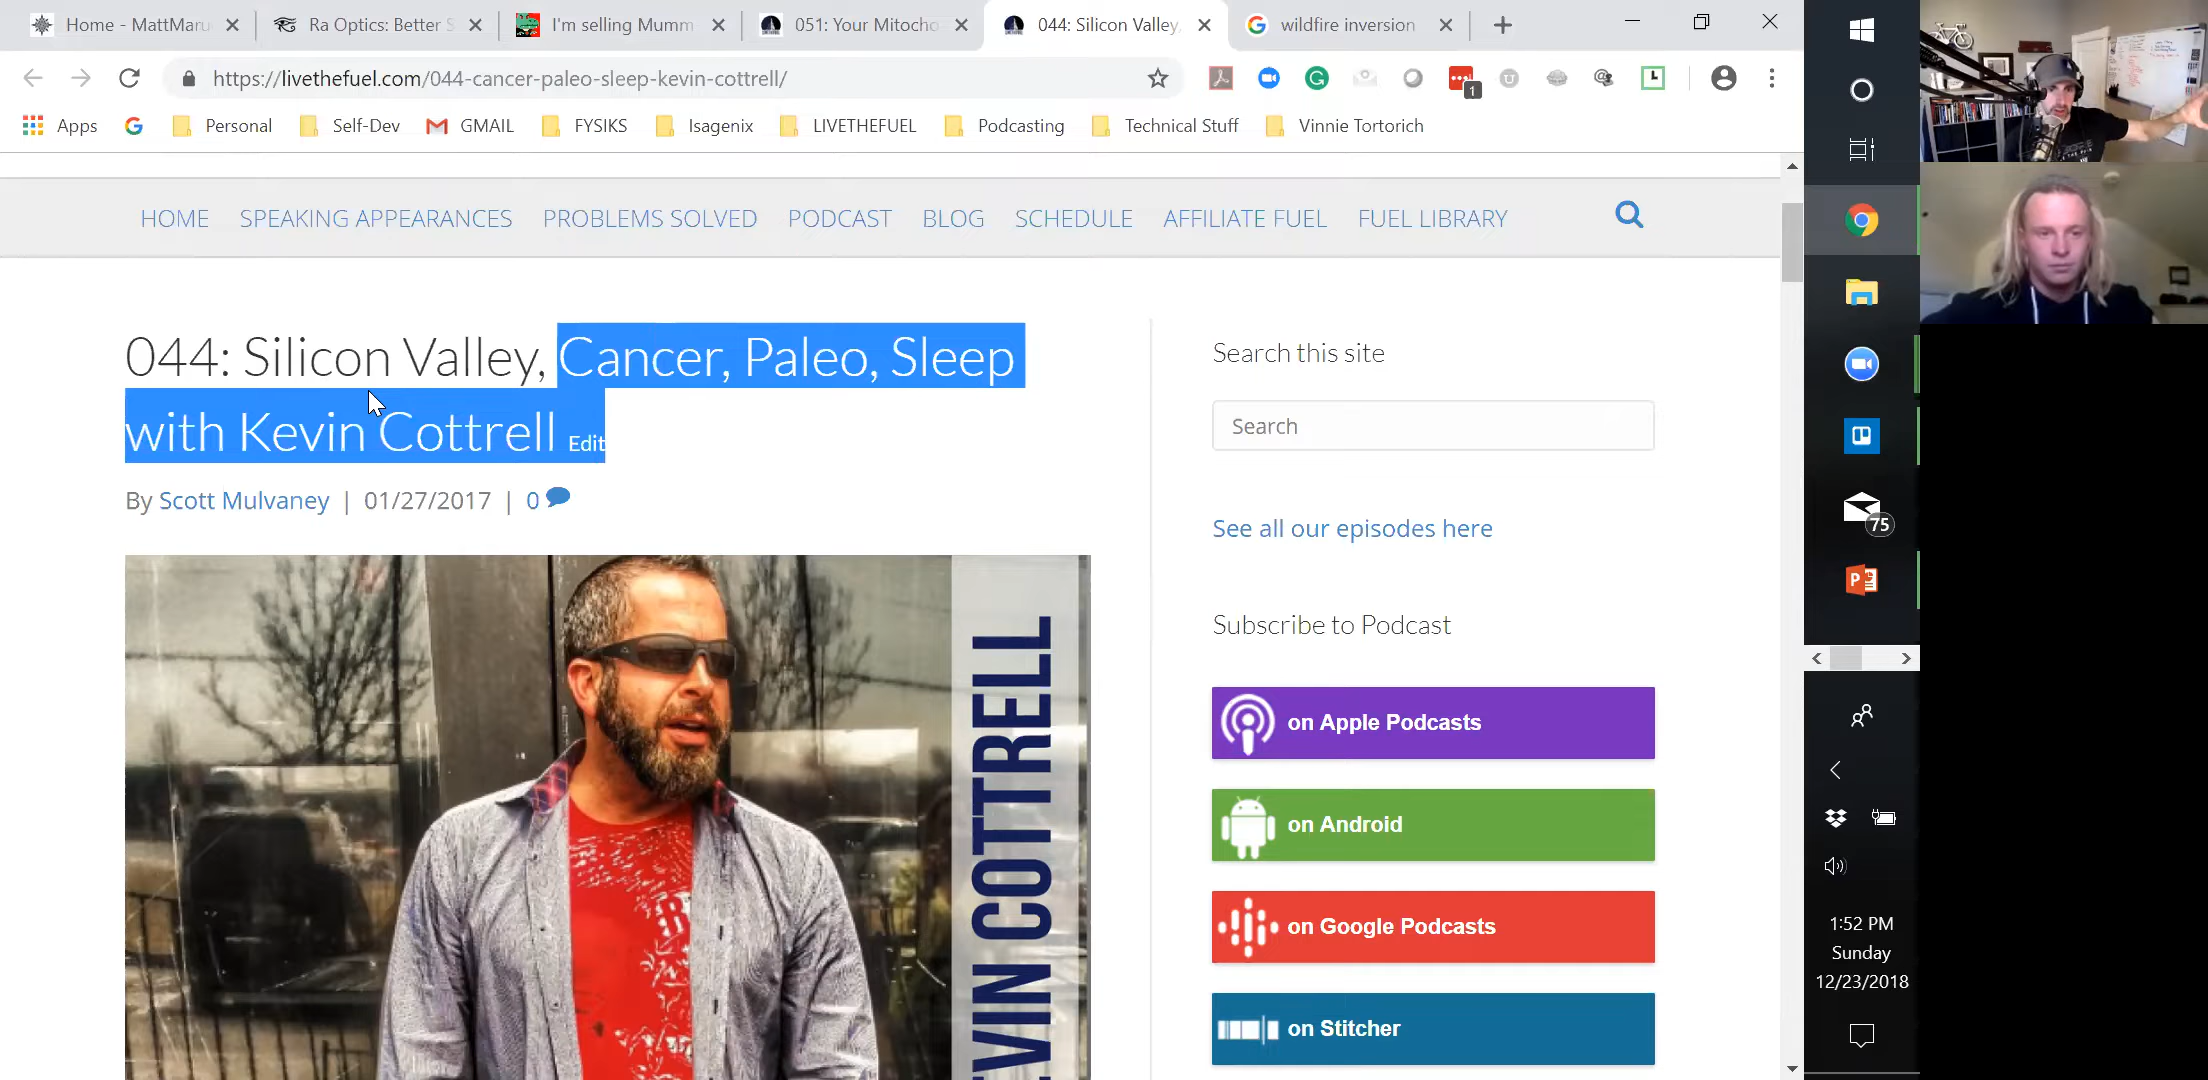 Home - MattMaru
Ra Optics: Better S
I'm selling Mumm
051: Your Mitocho
044: Silicon Valley,
wildfire inversion
https://livethefuel.com/044-cancer-paleo-sleep-kevin-cottrell/
1
Apps
Personal
Self-Dev
GMAIL
FYSIKS
Isagenix
LIVETHEFUEL
Podcasting
Technical Stuff
Vinnie Tortorich
HOME SPEAKING APPEARANCES PROBLEMS SOLVED PODCAST BLOG SCHEDULE AFFILIATE FUEL FUEL LIBRARY
044: Silicon Valley, Cancer, Paleo, Sleep
with Kevin Cottrell Edit
By Scott Mulvaney | 01/27/2017 | 0
EVIN COTTRELL
Search this site
Search
See all our episodes here
Subscribe to Podcast
on Apple Podcasts
on Android
on Google Podcasts
on Stitcher
75
1:52 PM
Sunday
12/23/2018